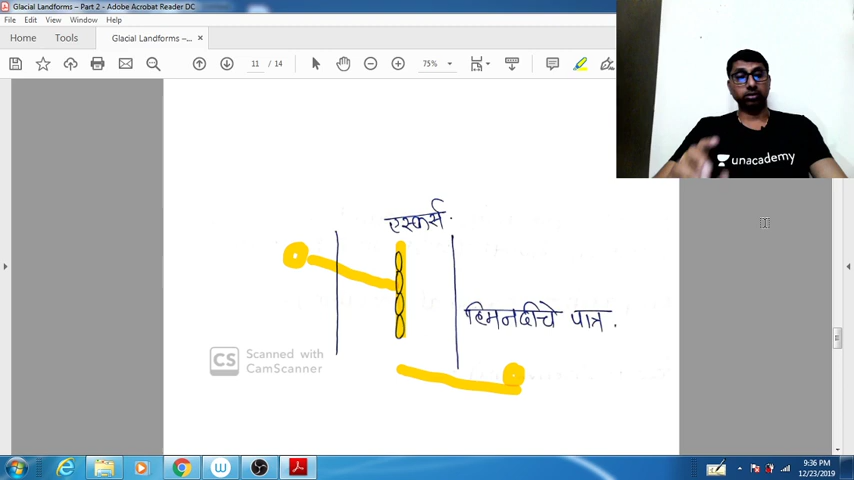 Glacial Landforms – Part 2 - Adobe Acrobat Reader DC
File Edit View Window Help
Home Tools Glacial Landforms –... ×
11 / 14 75%
unacademy
एस्कर्स.
हिमनदीचे पात्र.
CS Scanned with
CamScanner
9:36 PM
12/23/2019